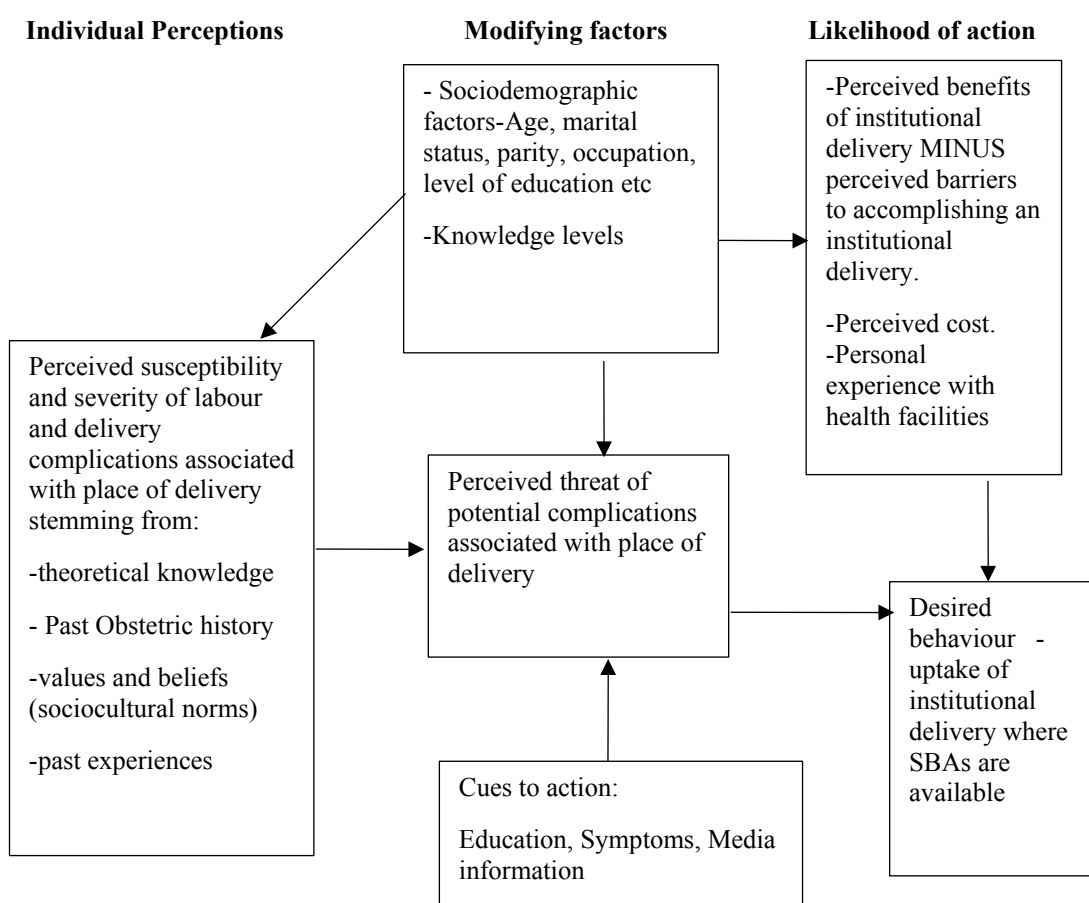 Individual Perceptions
Modifying factors
Likelihood of action
- Sociodemographic
factors-Age, marital
status, parity, occupation,
level of education etc
-Knowledge levels
-Perceived benefits
of institutional
delivery MINUS
perceived barriers
to accomplishing an
institutional
delivery.
-Perceived cost.
-Personal
experience with
health facilities
Perceived susceptibility
and severity of labour
and delivery
complications associated
with place of delivery
stemming from:
-theoretical knowledge
- Past Obstetric history
-values and beliefs
(sociocultural norms)
-past experiences
Perceived threat of
potential complications
associated with place of
delivery
Desired
behaviour -
uptake of
institutional
delivery where
SBAs are
available
Cues to action:
Education, Symptoms, Media
information